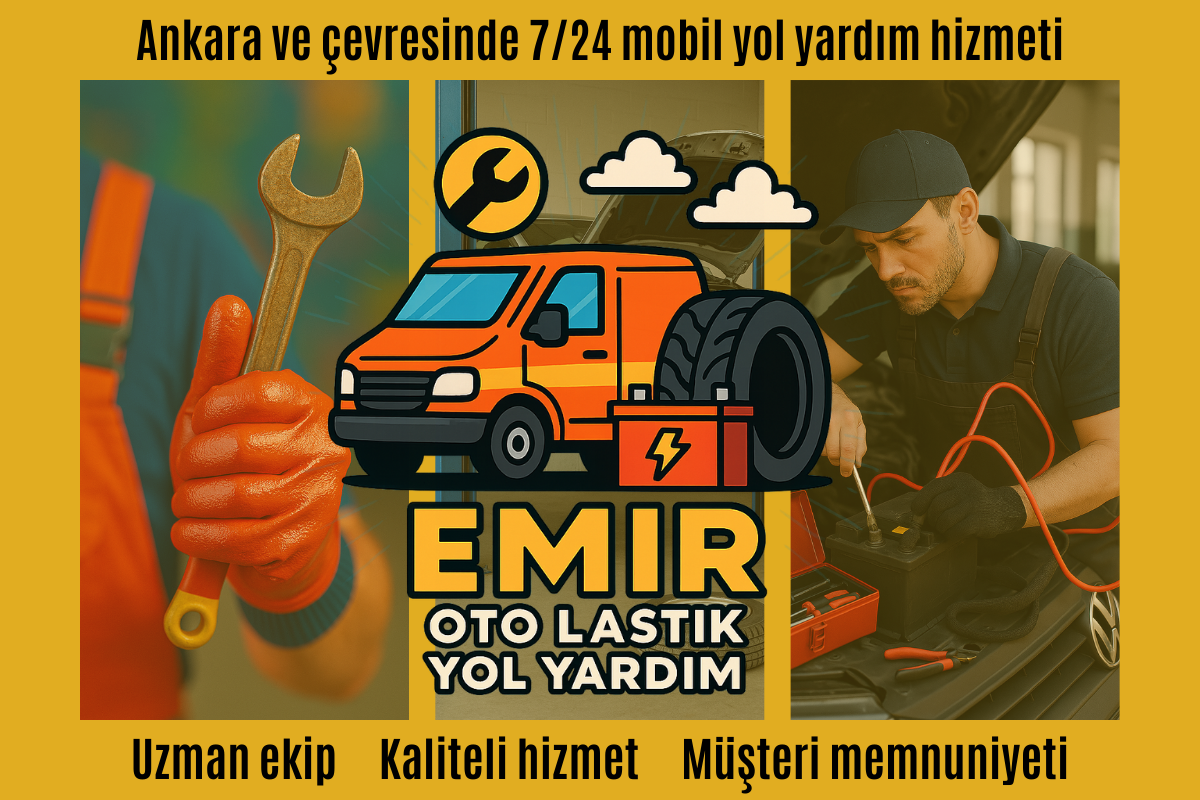 Ankara ve çevresinde 7/24 mobil yol yardım hizmeti
EMIR
OTO LASTIK
YOL YARDIM
Uzman ekip Kaliteli hizmet Müşteri memnuniyeti